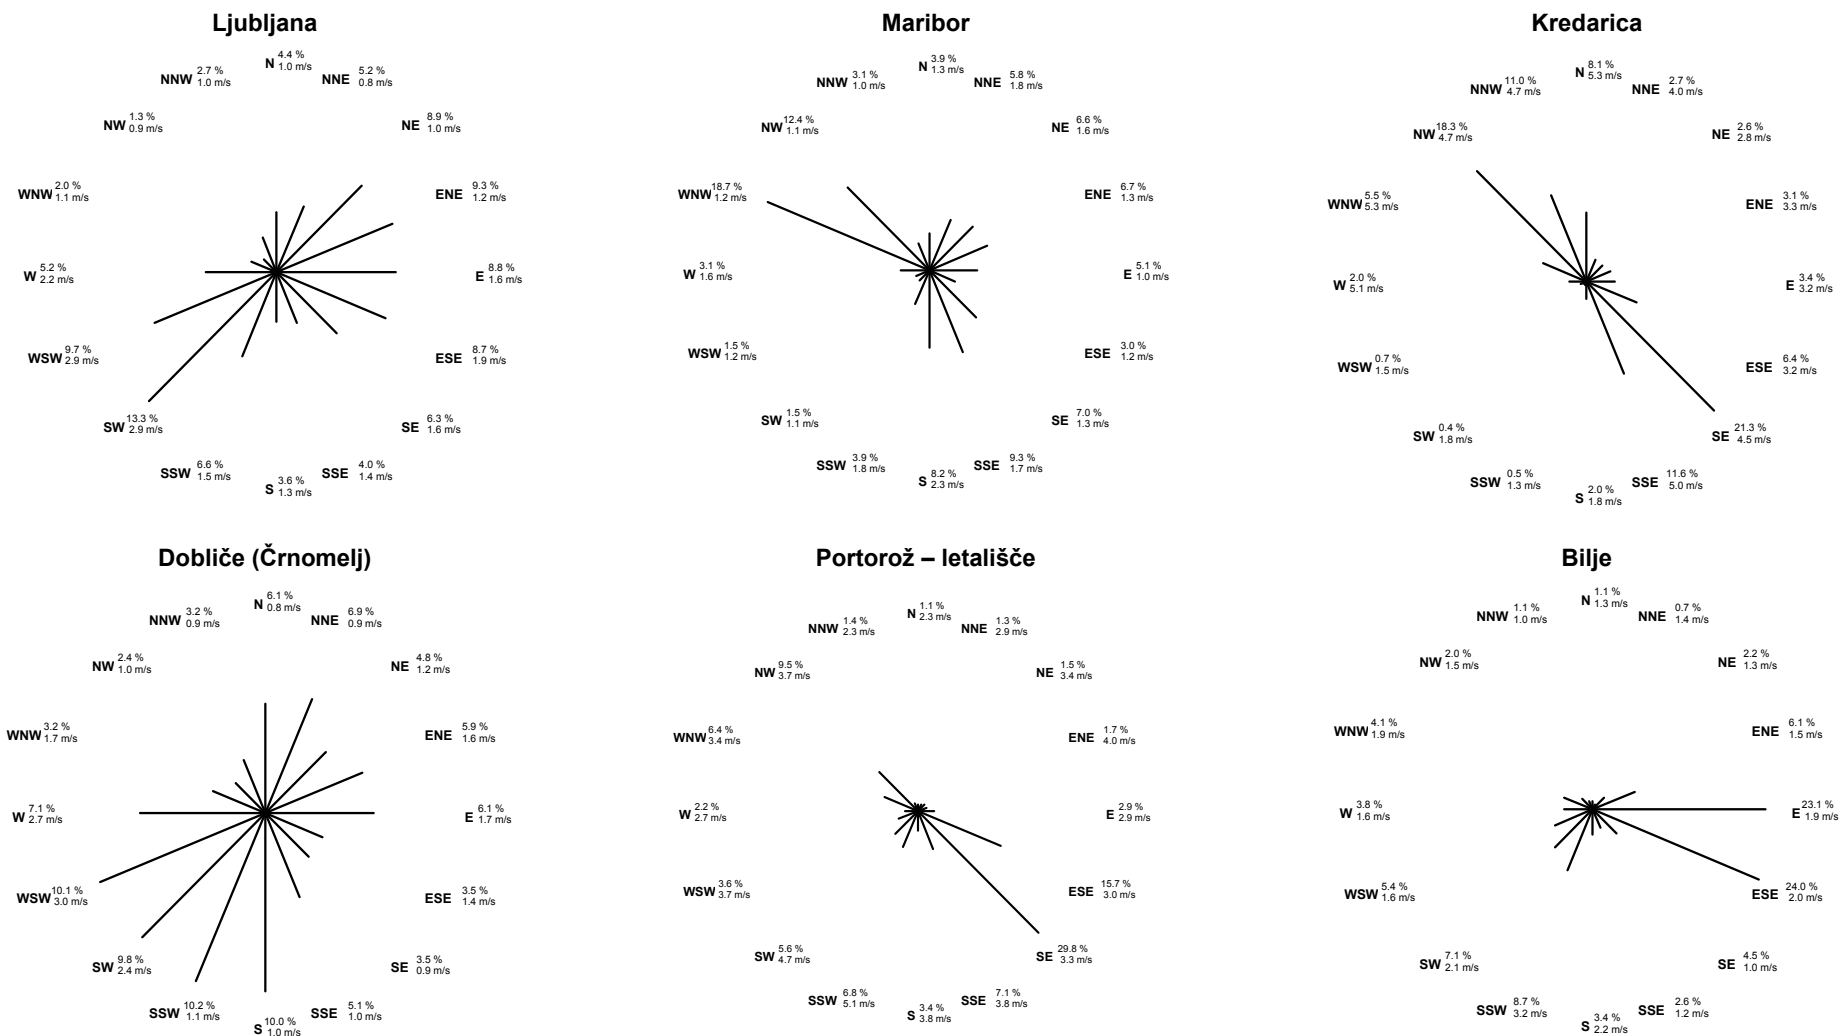 Ljubljana
N 4.4 %
1.0 m/s
NNE 5.2 %
0.8 m/s
NE 8.9 %
1.0 m/s
ENE 9.3 %
1.2 m/s
E 8.8 %
1.6 m/s
ESE 8.7 %
1.9 m/s
SE 6.3 %
1.6 m/s
SSE 4.0 %
1.4 m/s
S 3.6 %
1.3 m/s
SSW 6.6 %
1.5 m/s
SW 13.3 %
2.9 m/s
WSW 9.7 %
2.9 m/s
W 5.2 %
2.2 m/s
WNW 2.0 %
1.1 m/s
NW 1.3 %
0.9 m/s
NNW 2.7 %
1.0 m/s
Maribor
N 3.9 %
1.3 m/s
NNE 5.8 %
1.8 m/s
NE 6.6 %
1.6 m/s
ENE 6.7 %
1.3 m/s
E 5.1 %
1.0 m/s
ESE 3.0 %
1.2 m/s
SE 7.0 %
1.3 m/s
SSE 9.3 %
1.7 m/s
S 8.2 %
2.3 m/s
SSW 3.9 %
1.8 m/s
SW 1.5 %
1.1 m/s
WSW 1.5 %
1.2 m/s
W 3.1 %
1.6 m/s
WNW 18.7 %
1.2 m/s
NW 12.4 %
1.1 m/s
NNW 3.1 %
1.0 m/s
Kredarica
N 8.1 %
5.3 m/s
NNE 2.7 %
4.0 m/s
NE 2.6 %
2.8 m/s
ENE 3.1 %
3.3 m/s
E 3.4 %
3.2 m/s
ESE 6.4 %
3.2 m/s
SE 21.3 %
4.5 m/s
SSE 11.6 %
5.0 m/s
S 2.0 %
1.8 m/s
SSW 0.5 %
1.3 m/s
SW 0.4 %
1.8 m/s
WSW 0.7 %
1.5 m/s
W 2.0 %
5.1 m/s
WNW 5.5 %
5.3 m/s
NW 18.3 %
4.7 m/s
NNW 11.0 %
4.7 m/s
Dobliče (Črnomelj)
N 6.1 %
0.8 m/s
NNE 6.9 %
0.9 m/s
NE 4.8 %
1.2 m/s
ENE 5.9 %
1.6 m/s
E 6.1 %
1.7 m/s
ESE 3.5 %
1.4 m/s
SE 3.5 %
0.9 m/s
SSE 5.1 %
1.0 m/s
S 10.0 %
1.0 m/s
SSW 10.2 %
1.1 m/s
SW 9.8 %
2.4 m/s
WSW 10.1 %
3.0 m/s
W 7.1 %
2.7 m/s
WNW 3.2 %
1.7 m/s
NW 2.4 %
1.0 m/s
NNW 3.2 %
0.9 m/s
Portorož – letališče
N 1.1 %
2.3 m/s
NNE 1.3 %
2.9 m/s
NE 1.5 %
3.4 m/s
ENE 1.7 %
4.0 m/s
E 2.9 %
2.9 m/s
ESE 15.7 %
3.0 m/s
SE 29.8 %
3.3 m/s
SSE 7.1 %
3.8 m/s
S 3.4 %
3.8 m/s
SSW 6.8 %
5.1 m/s
SW 5.6 %
4.7 m/s
WSW 3.6 %
3.7 m/s
W 2.2 %
2.7 m/s
WNW 6.4 %
3.4 m/s
NW 9.5 %
3.7 m/s
NNW 1.4 %
2.3 m/s
Bilje
N 1.1 %
1.3 m/s
NNE 0.7 %
1.4 m/s
NE 2.2 %
1.3 m/s
ENE 6.1 %
1.5 m/s
E 23.1 %
1.9 m/s
ESE 24.0 %
2.0 m/s
SE 4.5 %
1.0 m/s
SSE 2.6 %
1.2 m/s
S 3.4 %
2.2 m/s
SSW 8.7 %
3.2 m/s
SW 7.1 %
2.1 m/s
WSW 5.4 %
1.6 m/s
W 3.8 %
1.6 m/s
WNW 4.1 %
1.9 m/s
NW 2.0 %
1.5 m/s
NNW 1.1 %
1.0 m/s